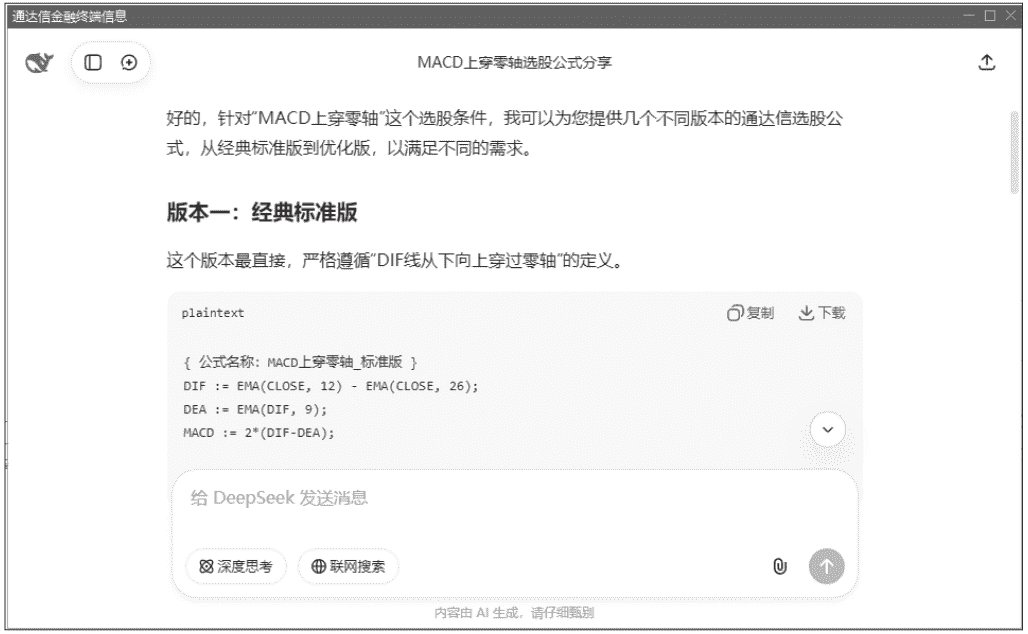 通达信金融终端信息
MACD上穿零轴选股公式分享
好的，针对“MACD上穿零轴”这个选股条件，我可以为您提供几个不同版本的通达信选股公
式，从经典标准版到优化版，以满足不同的需求。
版本一：经典标准版
这个版本最直接，严格遵循“DIF线从下向上穿过零轴”的定义。
plaintext 复制 下载
{ 公式名称: MACD上穿零轴_标准版 }
DIF := EMA(CLOSE, 12) - EMA(CLOSE, 26);
DEA := EMA(DIF, 9);
MACD := 2*(DIF-DEA);
给 DeepSeek 发送消息
深度思考 联网搜索
内容由 AI 生成，请仔细甄别